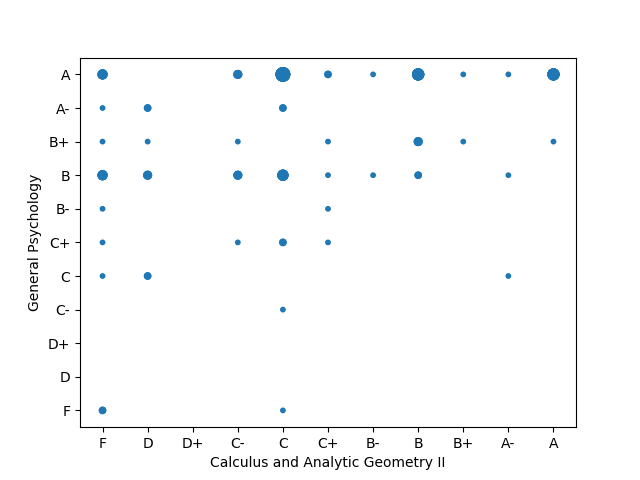 A
A-
B+
B
B-
C+
C
C-
D+
D
F
General Psychology
F D D+ C- C C+ B- B B+ A- A
Calculus and Analytic Geometry II